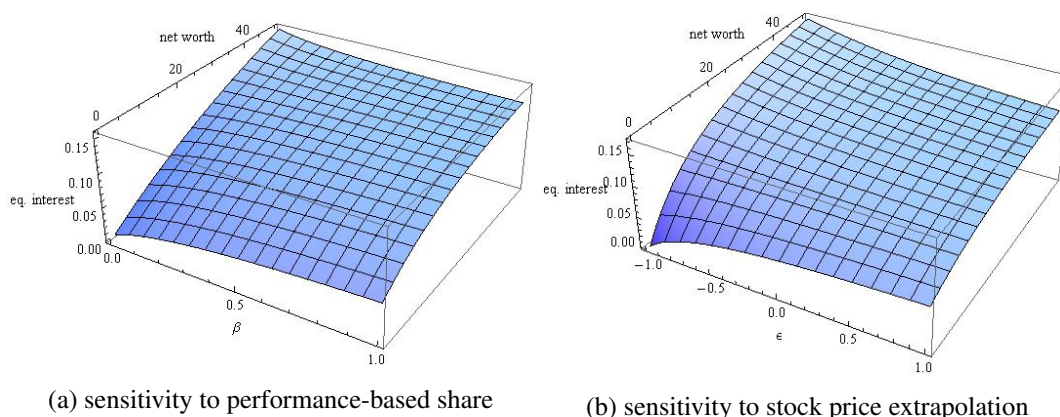 net worth
40
20
0
0.15
0.10
eq. interest
0.05
0.00
0.0
0.5
β
1.0
(a) sensitivity to performance-based share
net worth
40
20
0
0.15
0.10
eq. interest
0.05
0.00
−1.0
−0.5
0.0
ϵ
0.5
1.0
(b) sensitivity to stock price extrapolation